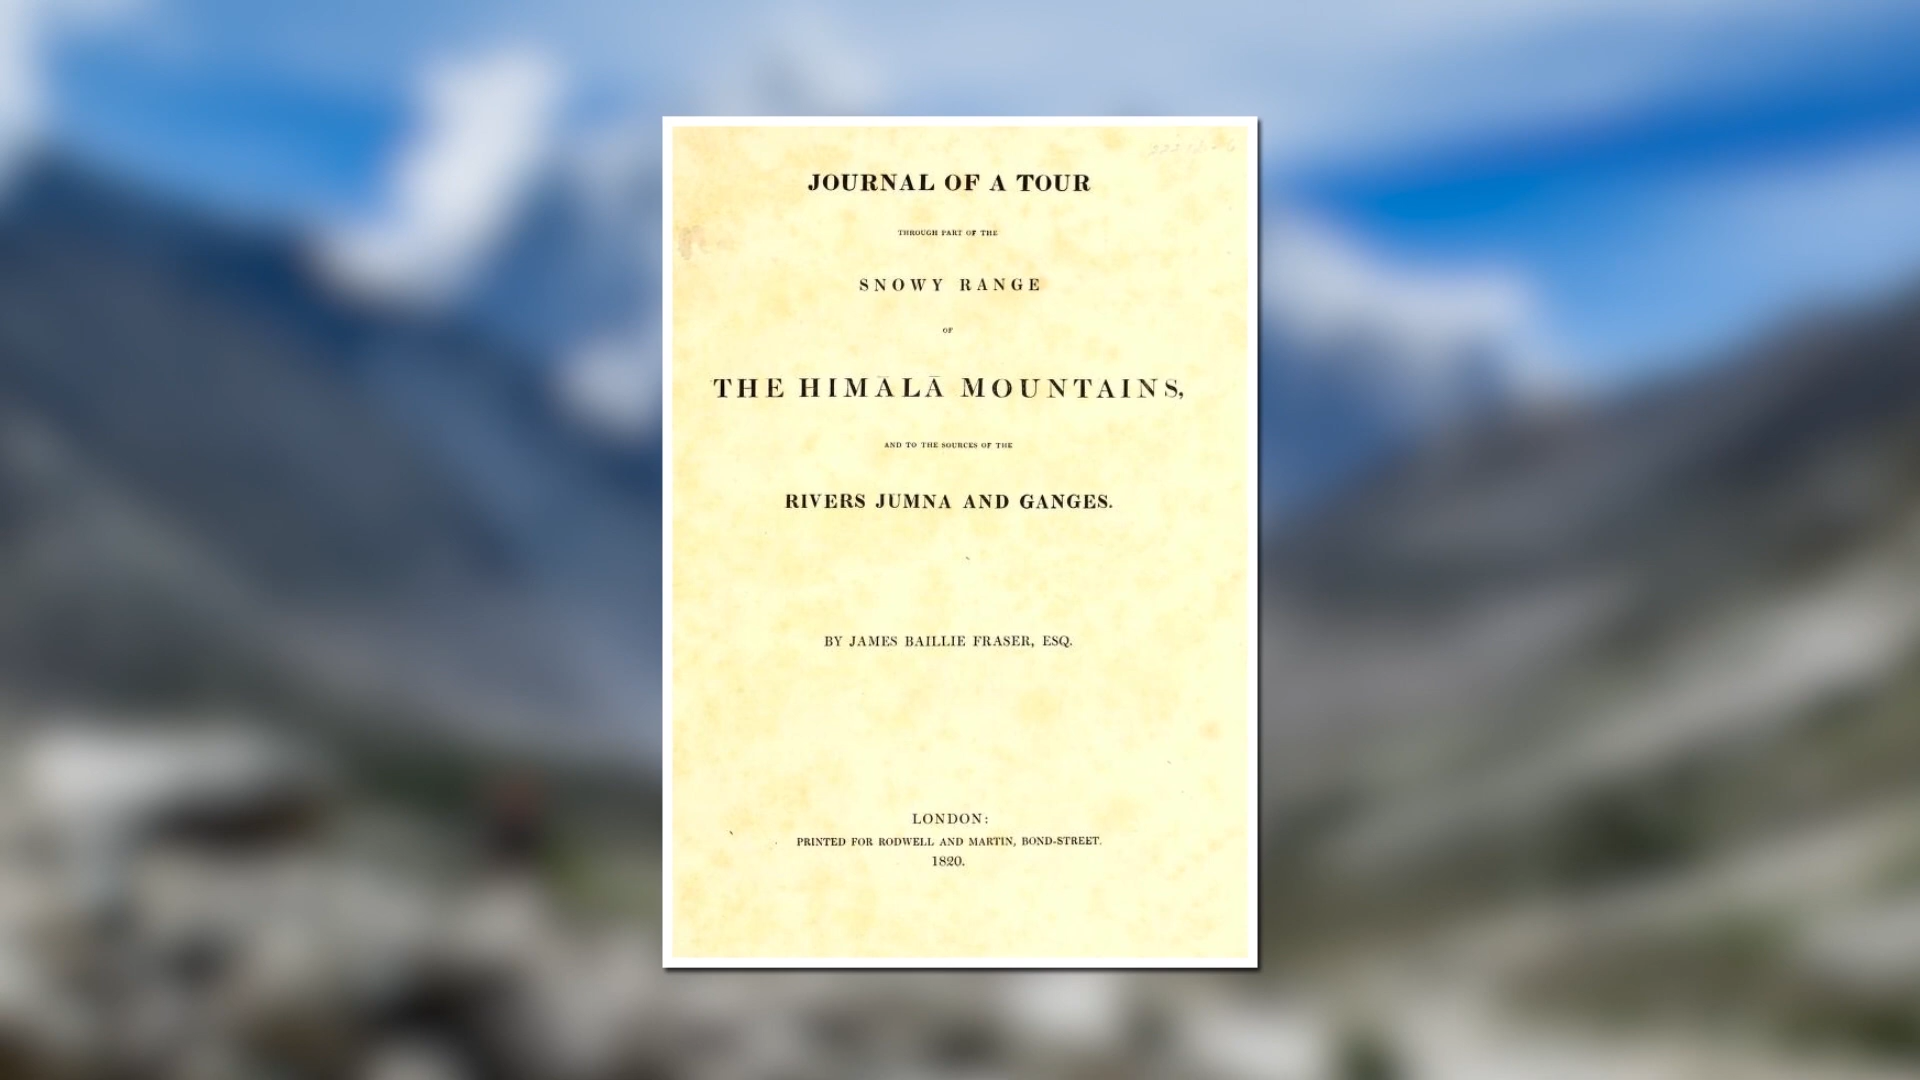 JOURNAL OF A TOUR
THROUGH PART OF THE
SNOWY RANGE
OF
THE HIMĀLĀ MOUNTAINS,
AND TO THE SOURCES OF THE
RIVERS JUMNA AND GANGES.
BY JAMES BAILLIE FRASER, ESQ.
LONDON:
PRINTED FOR RODWELL AND MARTIN, BOND-STREET.
1820.